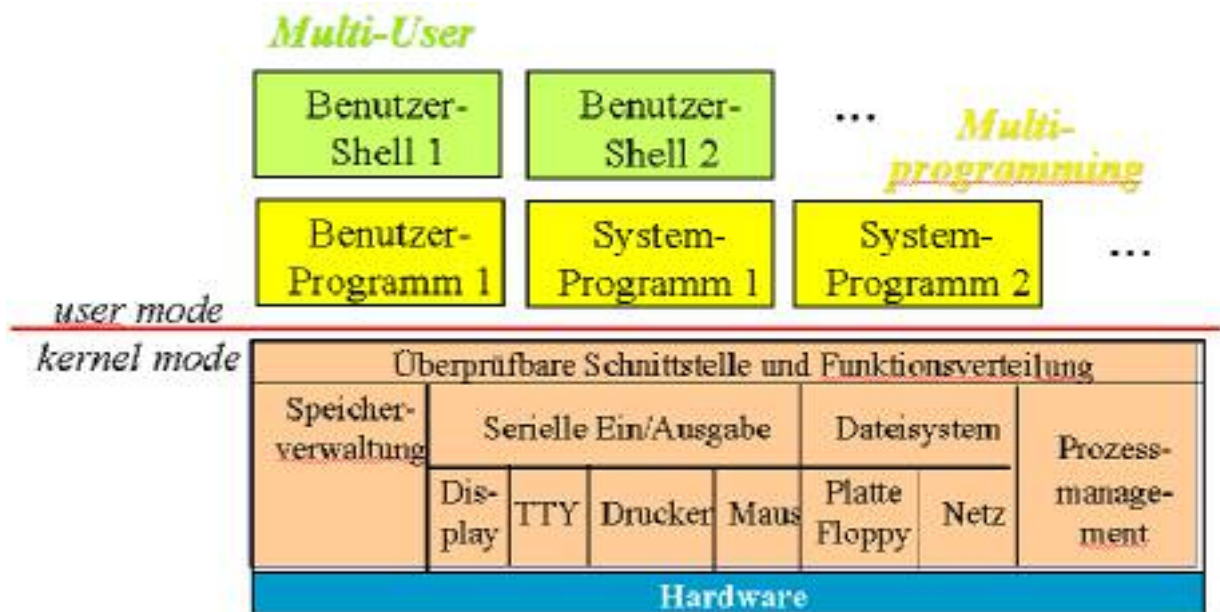 Multi-User
Benutzer-
Shell 1
Benutzer-
Shell 2
...
Multi-
programming
Benutzer-
Programm 1
System-
Programm 1
System-
Programm 2
...
user mode
kernel mode
Überprüfbare Schnittstelle und Funktionsverteilung
Speicher-
verwaltung
Serielle Ein/Ausgabe
Dateisystem
Prozess-
manage-
ment
Dis-
play
TTY
Drucker
Maus
Platte
Floppy
Netz
Hardware